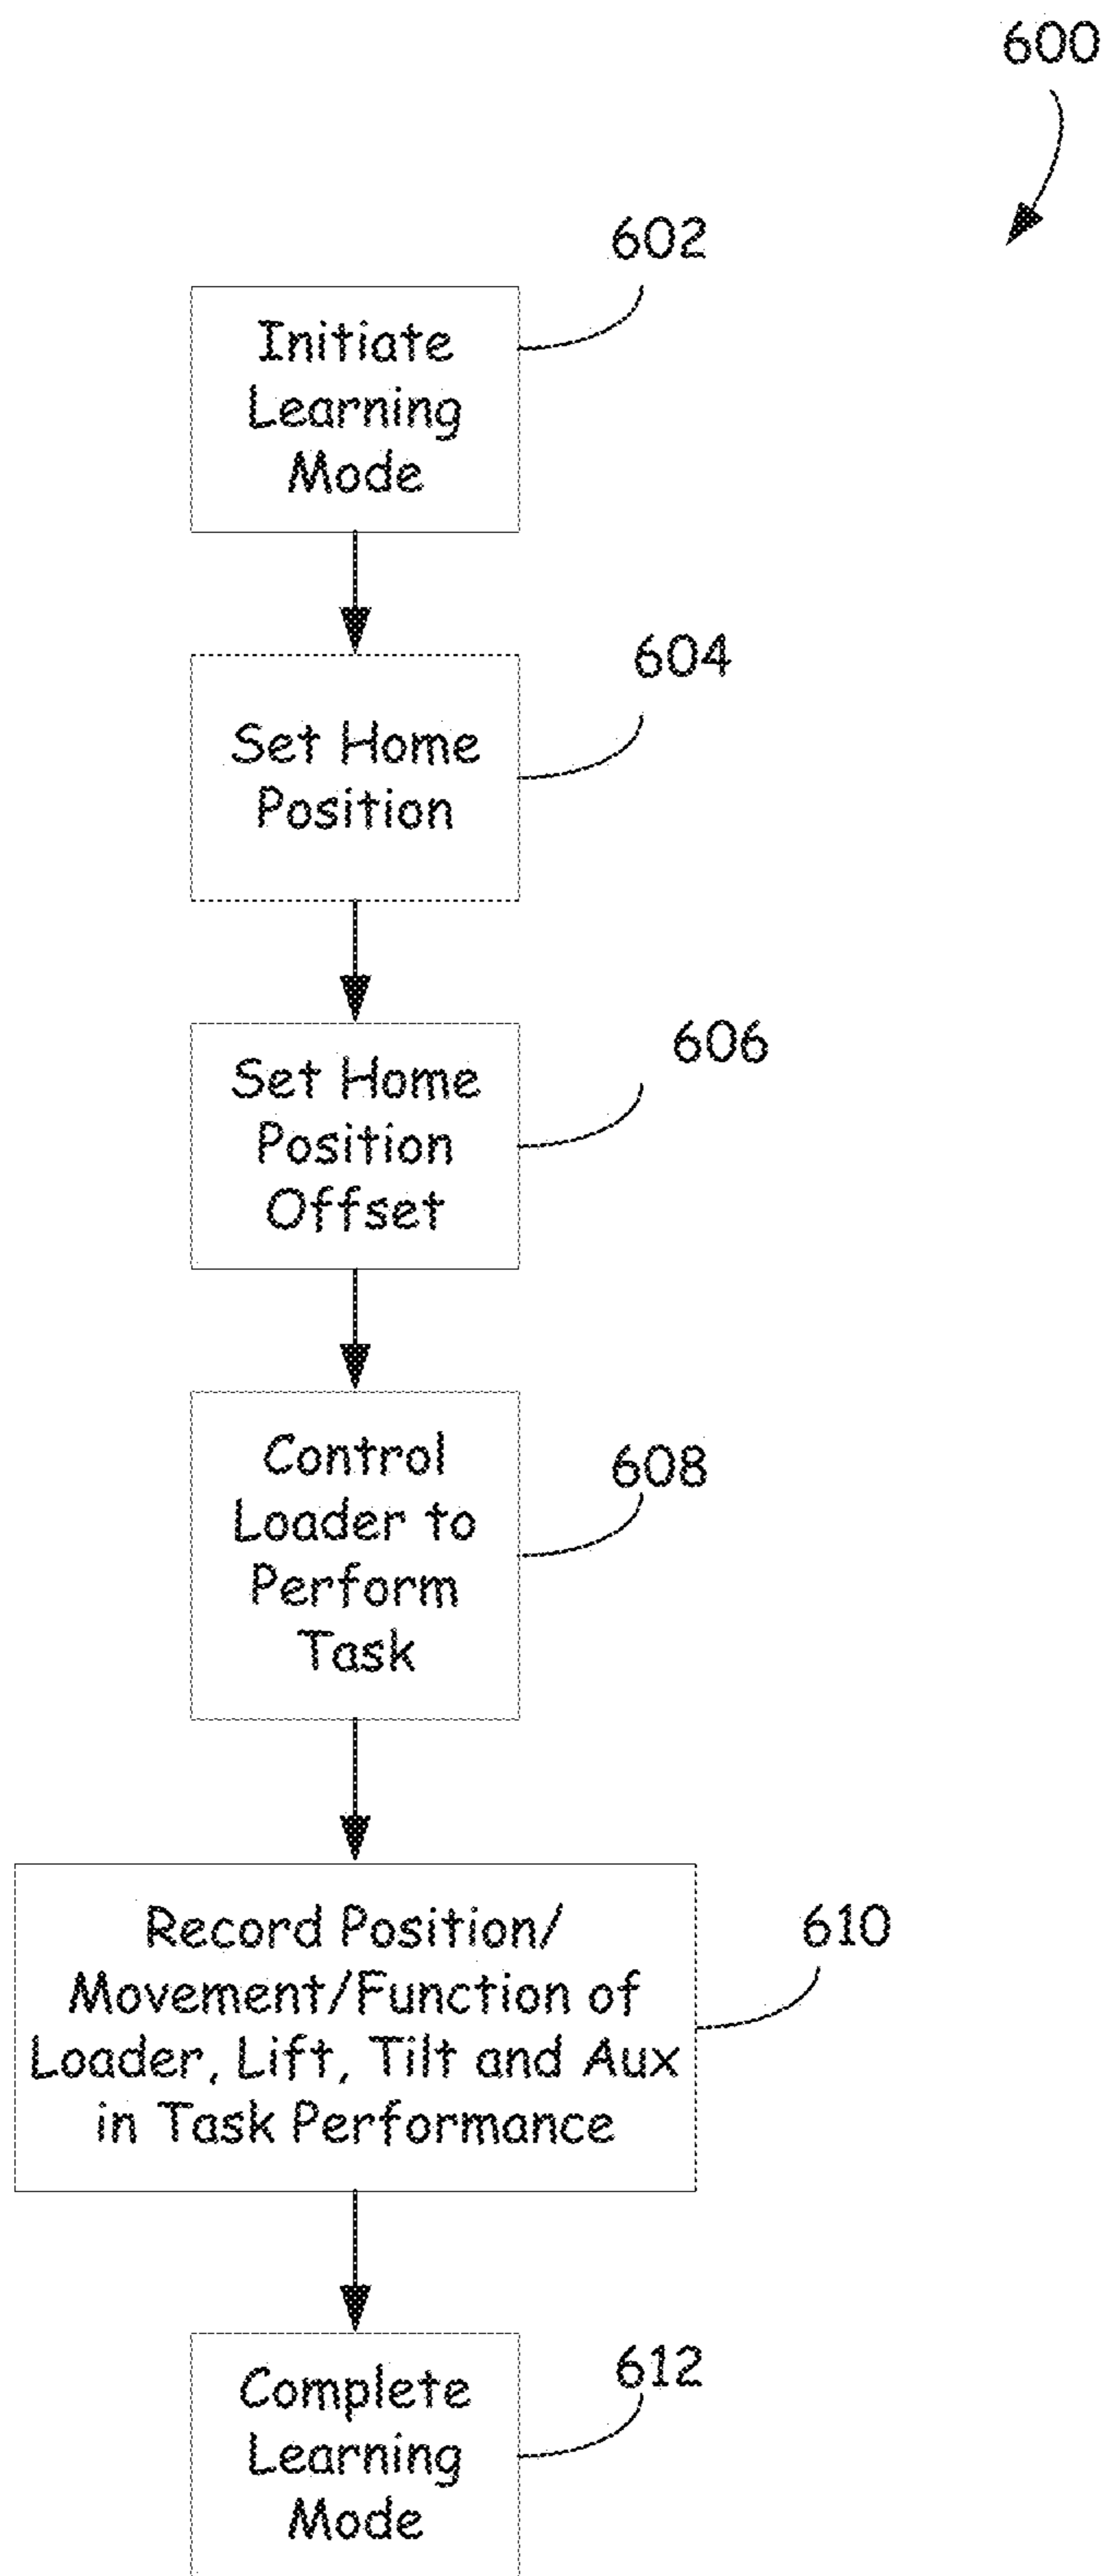 600
602
Initiate
Learning
Mode
604
Set Home
Position
606
Set Home
Position
Offset
608
Control
Loader to
Perform
Task
610
Record Position/
Movement/Function of
Loader, Lift, Tilt and Aux
in Task Performance
612
Complete
Learning
Mode